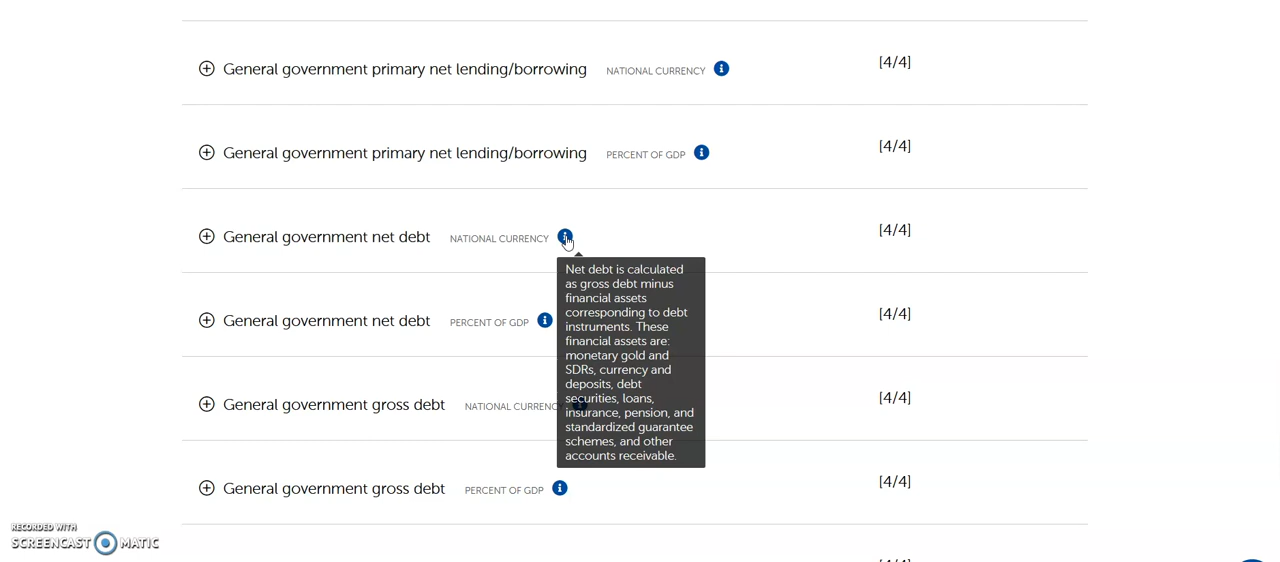 General government primary net lending/borrowing NATIONAL CURRENCY [4/4]
General government primary net lending/borrowing PERCENT OF GDP [4/4]
General government net debt NATIONAL CURRENCY [4/4]
Net debt is calculated
as gross debt minus
financial assets
corresponding to debt
instruments. These
financial assets are:
monetary gold and
SDRs, currency and
deposits, debt
securities, loans,
insurance, pension, and
standardized guarantee
schemes, and other
accounts receivable.
General government net debt PERCENT OF GDP [4/4]
General government gross debt NATIONAL CURRENCY [4/4]
General government gross debt PERCENT OF GDP [4/4]
RECORDED WITH
SCREENCAST MATIC